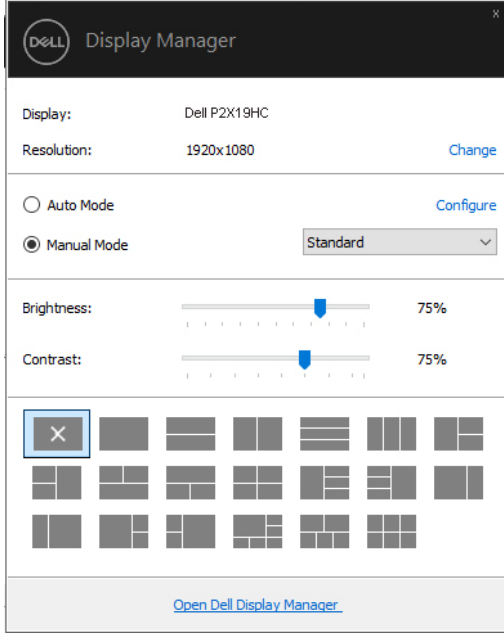 x
DELL Display Manager
Display: Dell P2X19HC
Resolution: 1920x1080 Change
Auto Mode Configure
Manual Mode Standard
Brightness: 75%
Contrast: 75%
Open Dell Display Manager